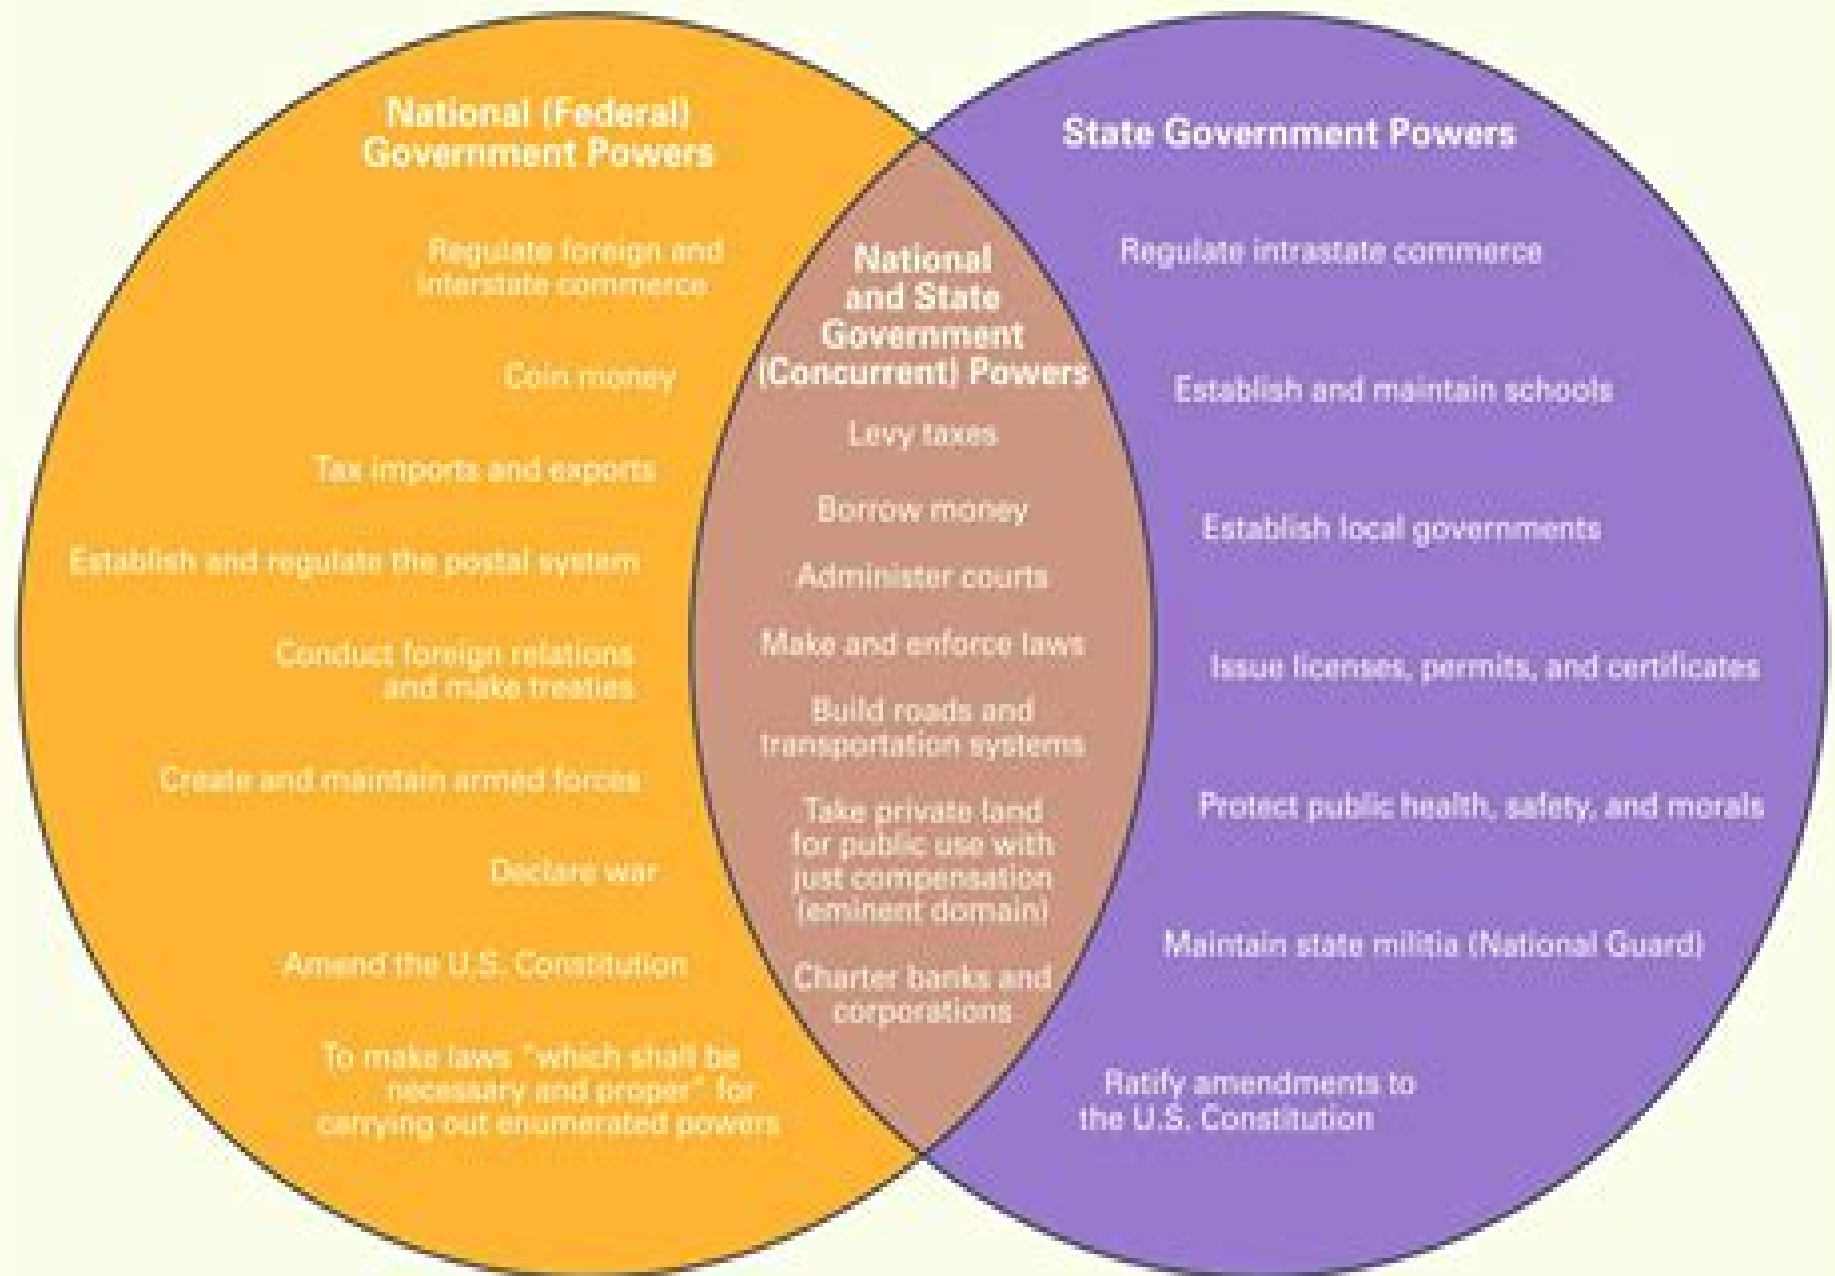 National (Federal)
Government Powers
Regulate foreign and
interstate commerce
Coin money
Tax imports and exports
Establish and regulate the postal system
Conduct foreign relations
and make treaties
Create and maintain armed forces
Declare war
Amend the U.S. Constitution
To make laws "which shall be
necessary and proper" for
carrying out enumerated powers
National
and State
Government
(Concurrent) Powers
Levy taxes
Borrow money
Administer courts
Make and enforce laws
Build roads and
transportation systems
Take private land
for public use with
just compensation
(eminent domain)
Charter banks and
corporations
State Government Powers
Regulate intrastate commerce
Establish and maintain schools
Establish local governments
Issue licenses, permits, and certificates
Protect public health, safety, and morals
Maintain state militia (National Guard)
Ratify amendments to
the U.S. Constitution